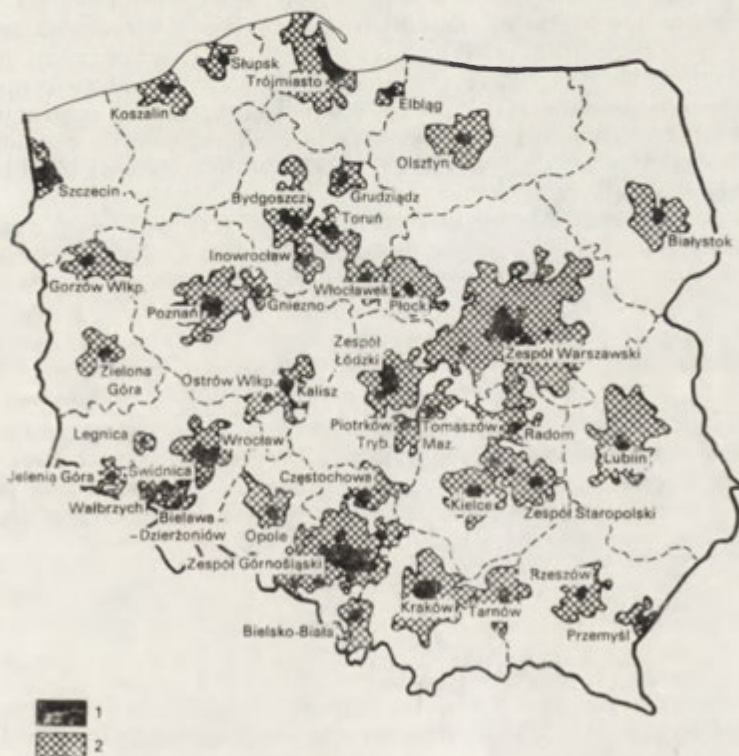 Słupsk
Trójmiasto
Elbląg
Koszalin
Olsztyn
Szczecin
Bydgoszcz
Grudziądz
Toruń
Białystok
Inowrocław
Gorzów Wlkp.
Włocławek
Płock
Poznań
Gniezno
Zespół
Łódzki
Zespół Warszawski
Zielona
Góra
Ostrów Wlkp.
Kalisz
Piotrków
Tryb.
Tomaszów
Maz.
Radom
Legnica
Wrocław
Lublin
Jelenia Góra
Świdnica
Częstochowa
Wałbrzych
Bielawa
Dzierżoniów
Opole
Kielce
Zespół Staropolski
Zespół Górnośląski
Rzeszów
Kraków
Tarnów
Przemyśl
Bielsko-Biała
1
2